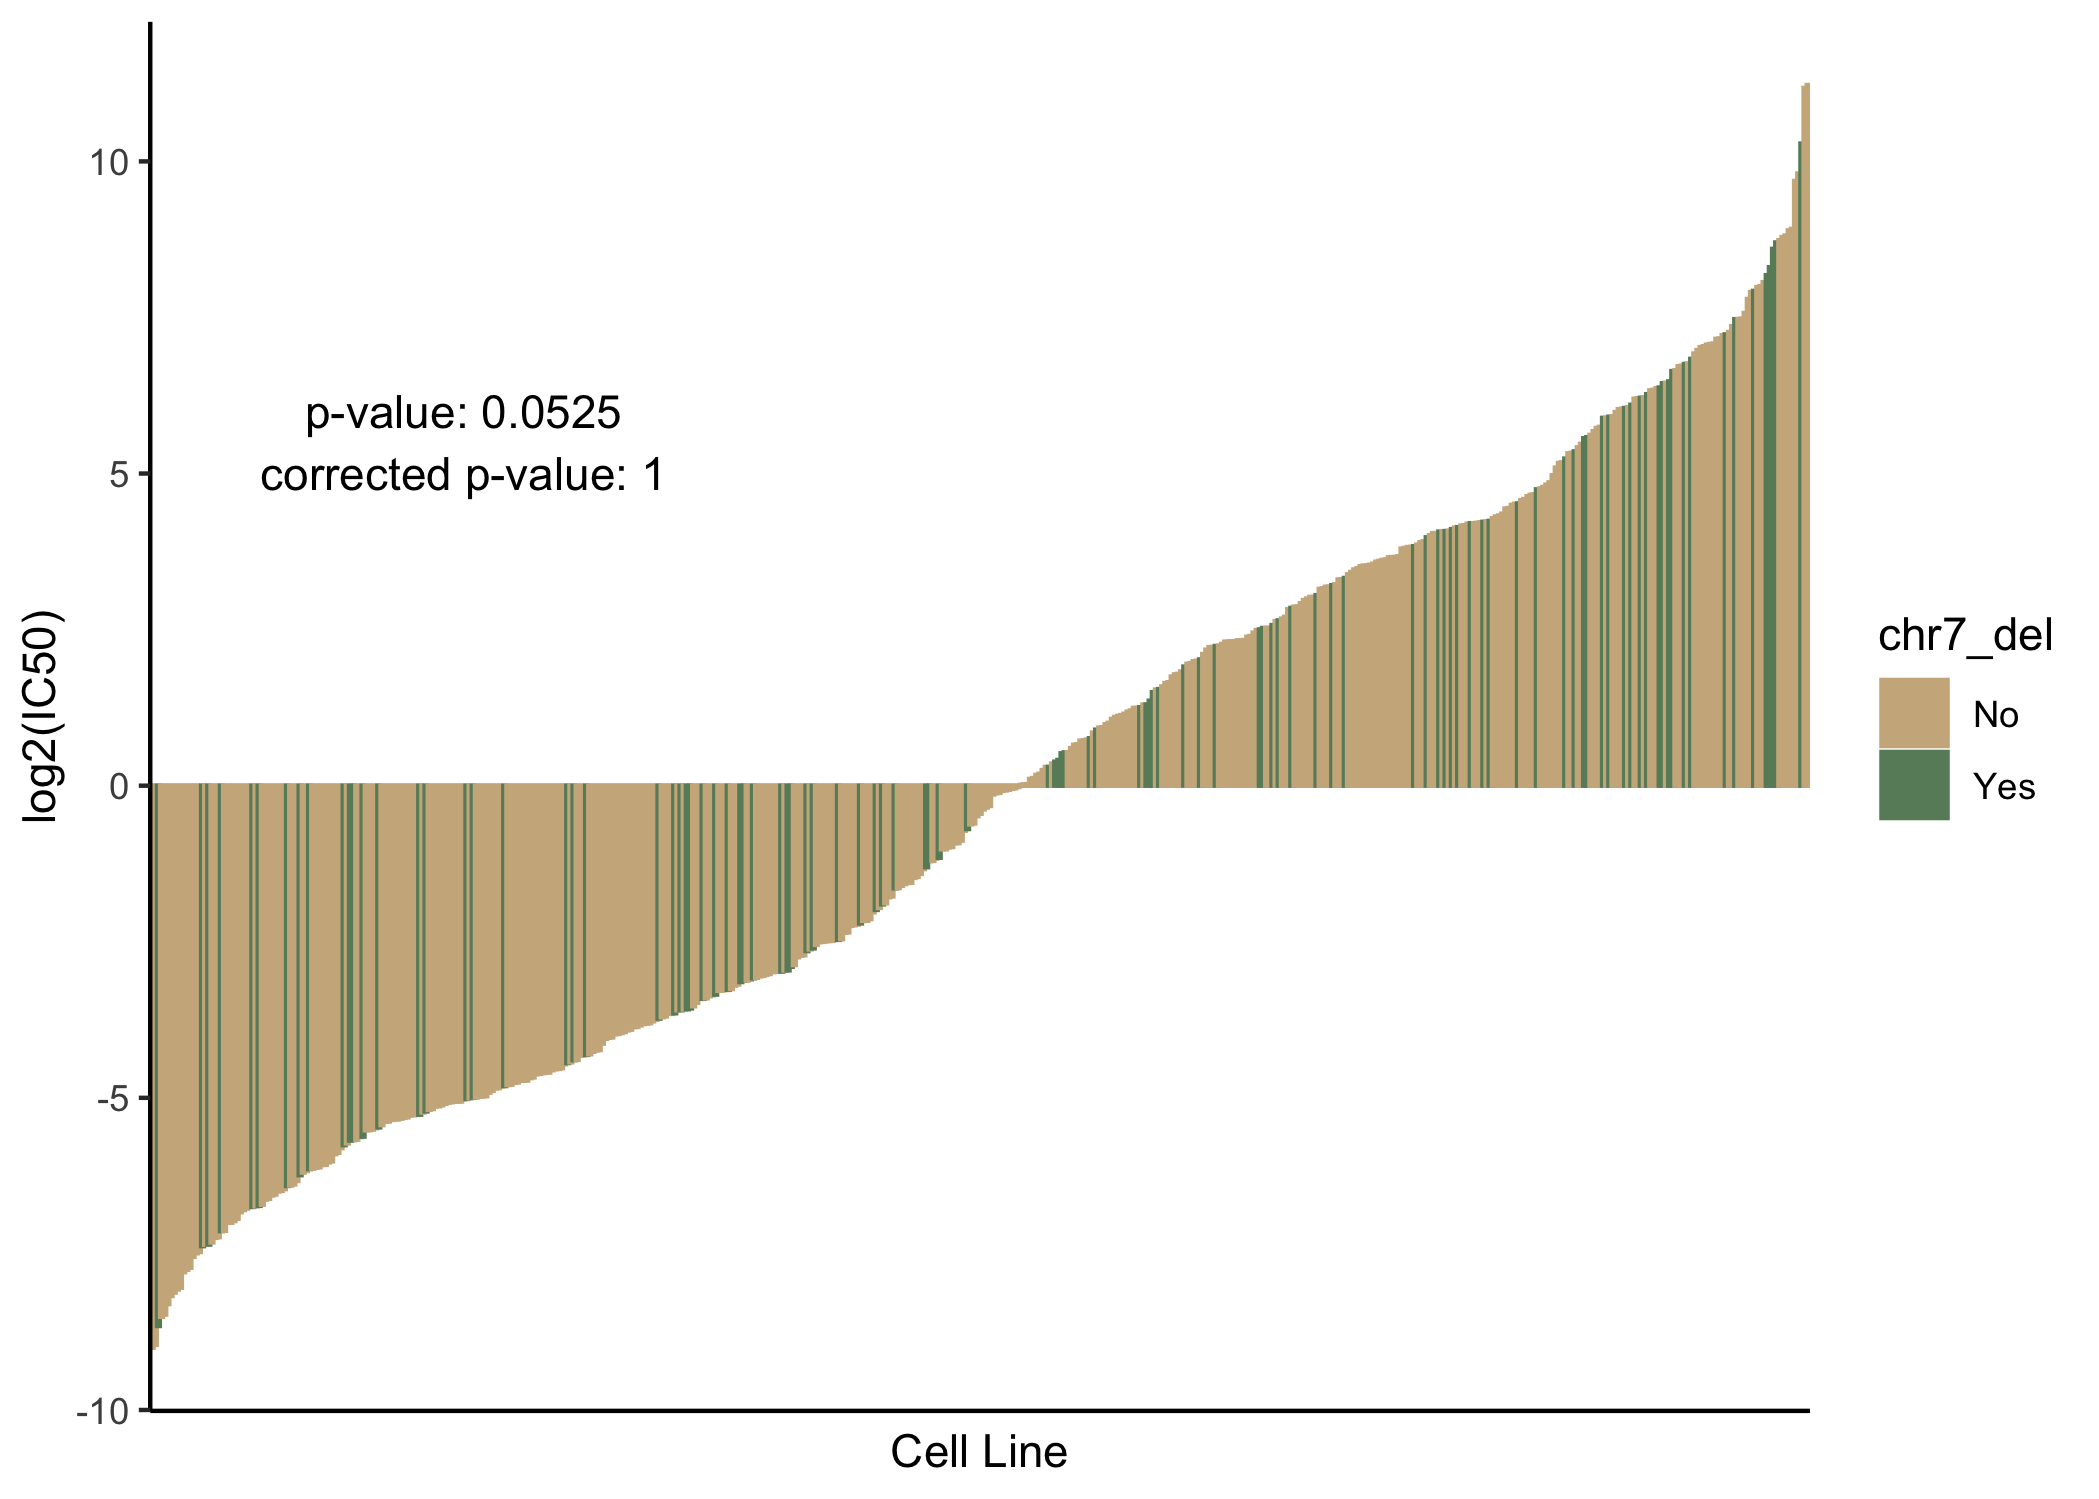 10
5
0
-5
-10
log2(IC50)
p-value: 0.0525
corrected p-value: 1
Cell Line
chr7_del
No
Yes